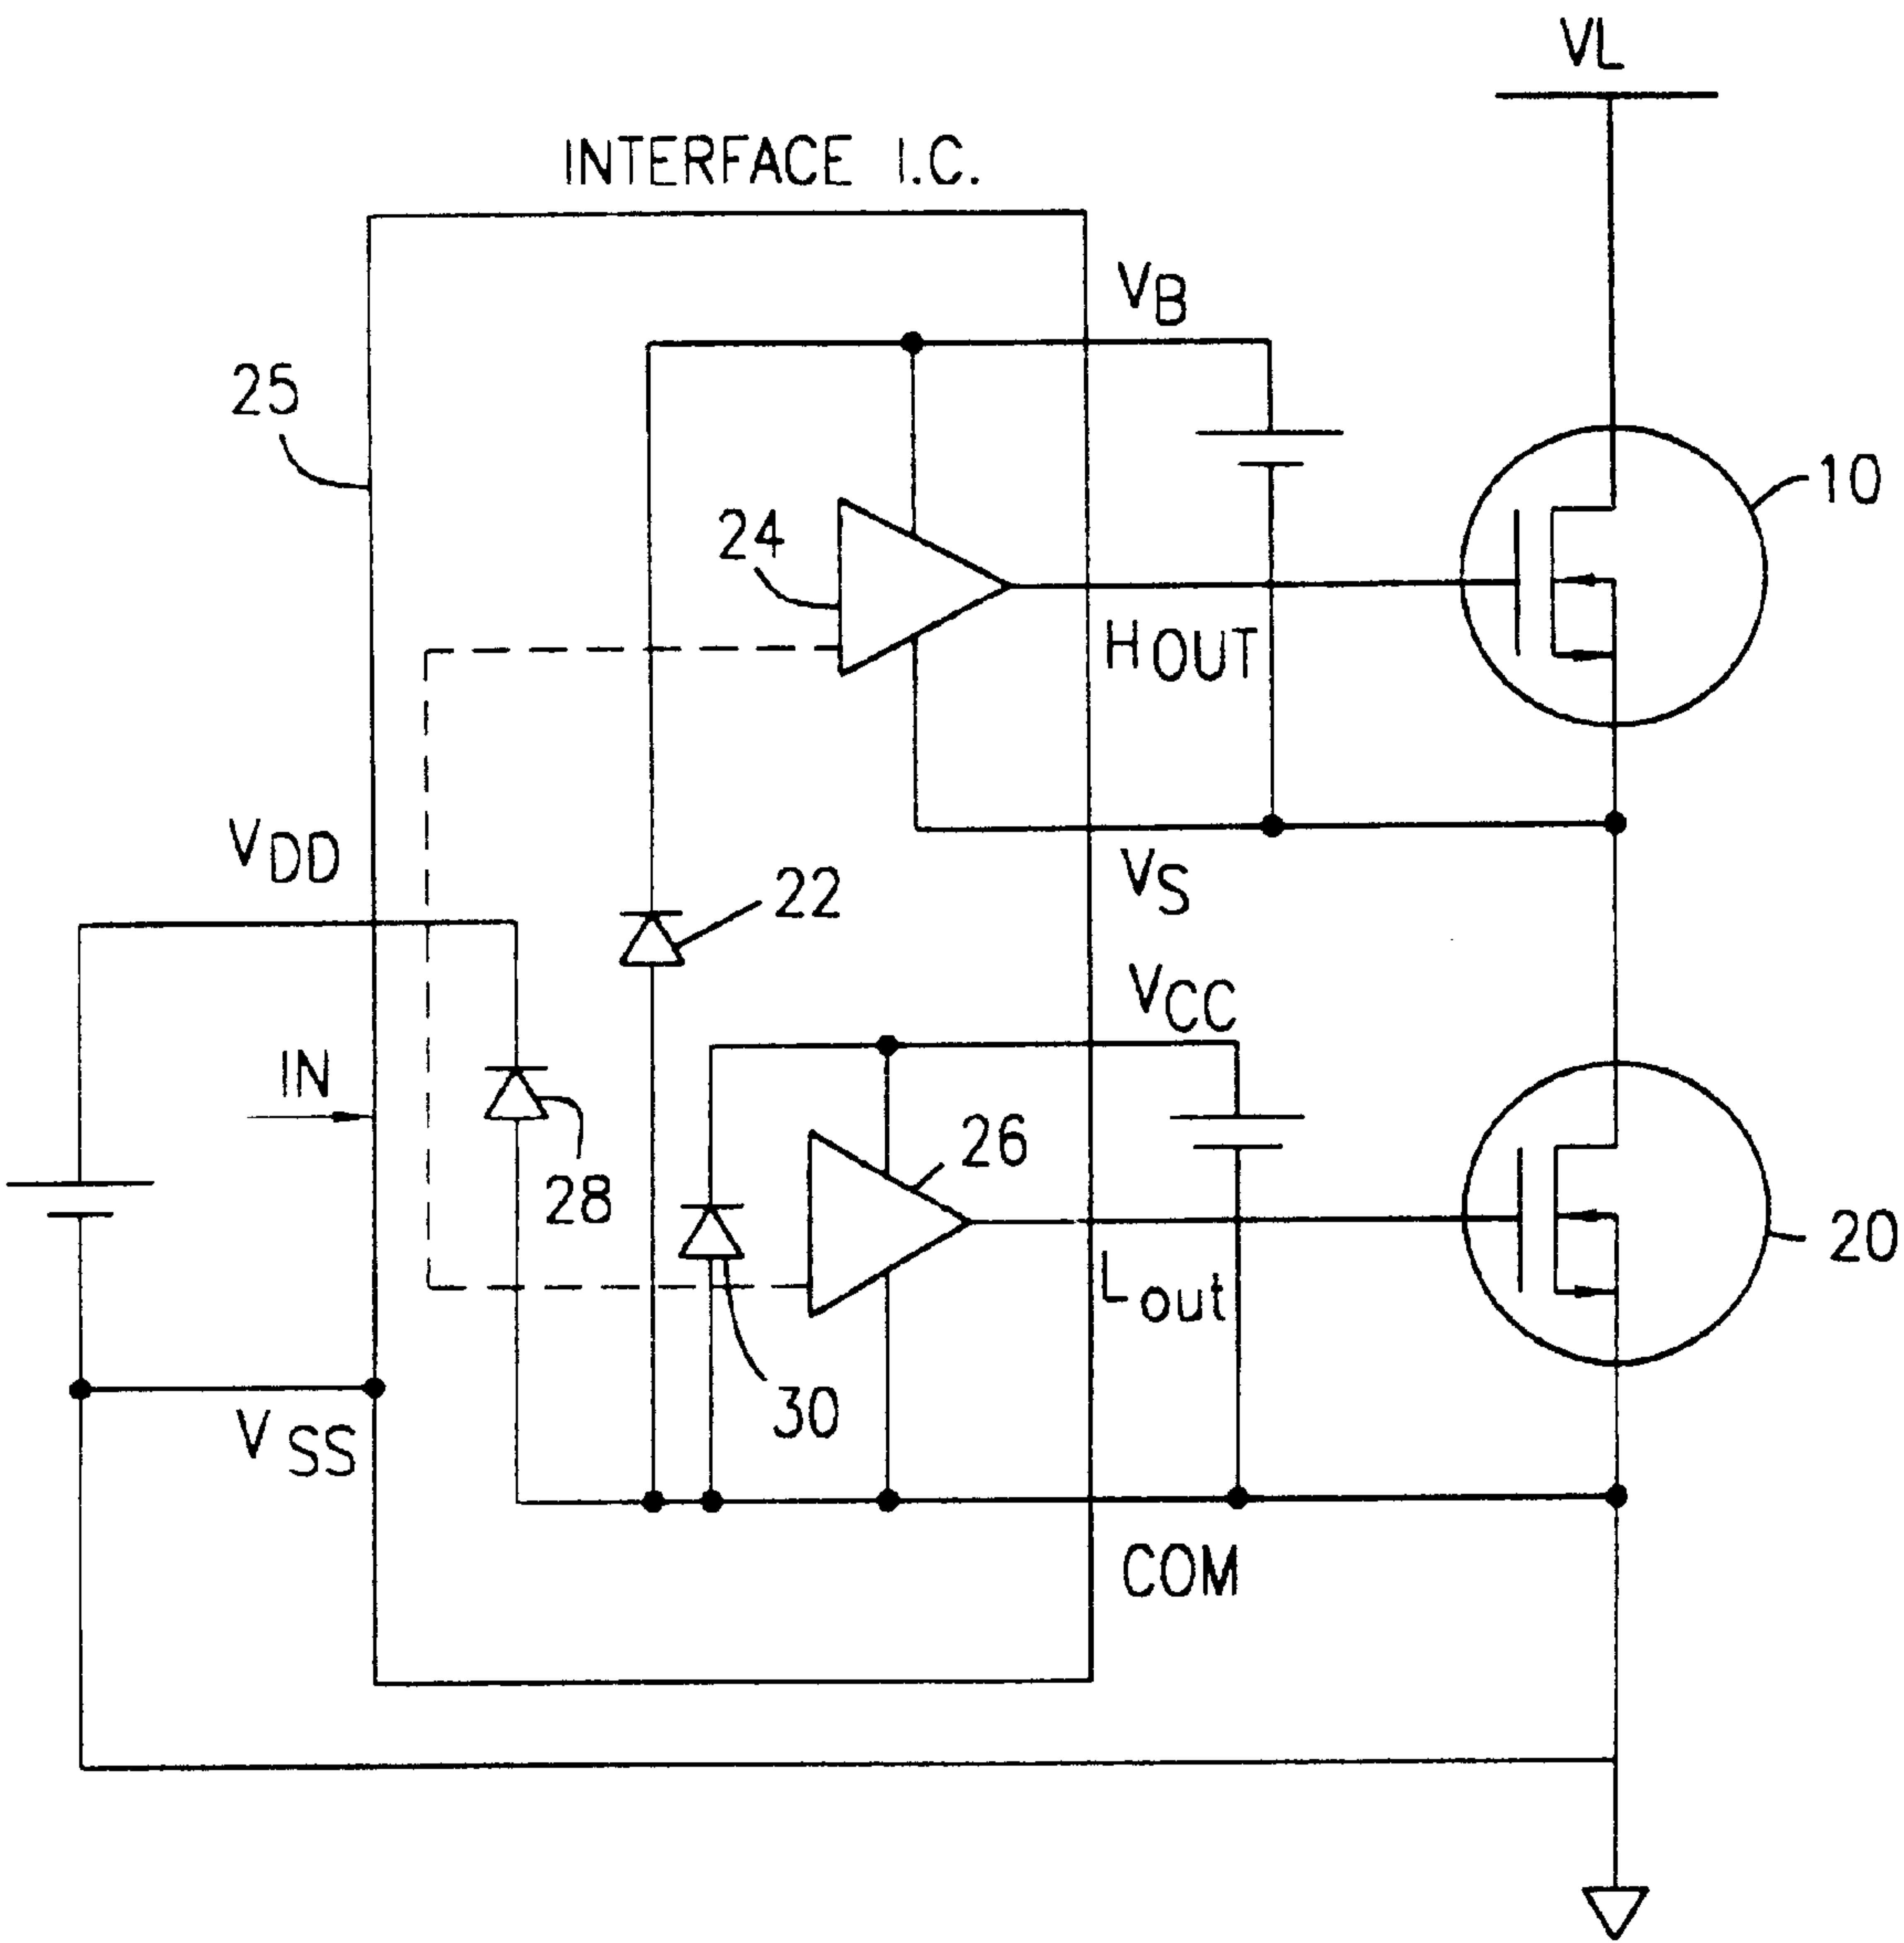 VL
INTERFACE I.C.
VB
25
10
24
HOUT
VDD
VS
22
VCC
IN
26
28
20
Lout
30
VSS
COM